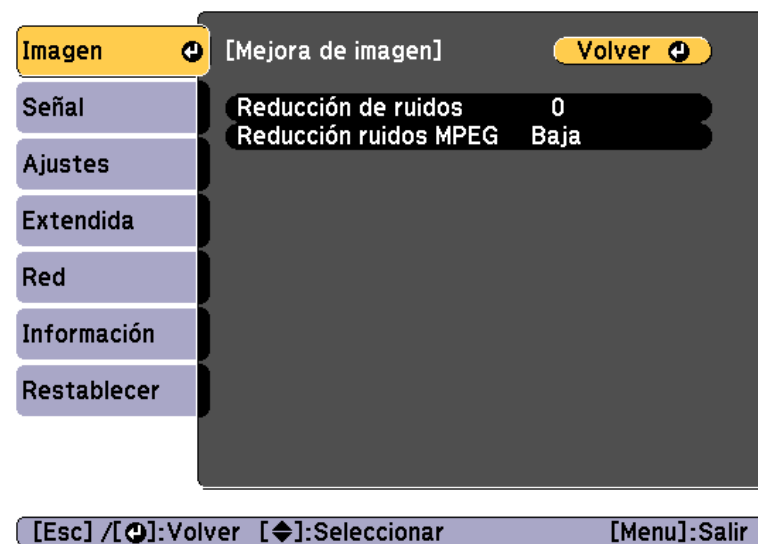 Imagen
[Mejora de imagen] Volver
Señal
Reducción de ruidos 0
Reducción ruidos MPEG Baja
Ajustes
Extendida
Red
Información
Restablecer
[Esc] /[ ]:Volver [ ]:Seleccionar [Menu]:Salir